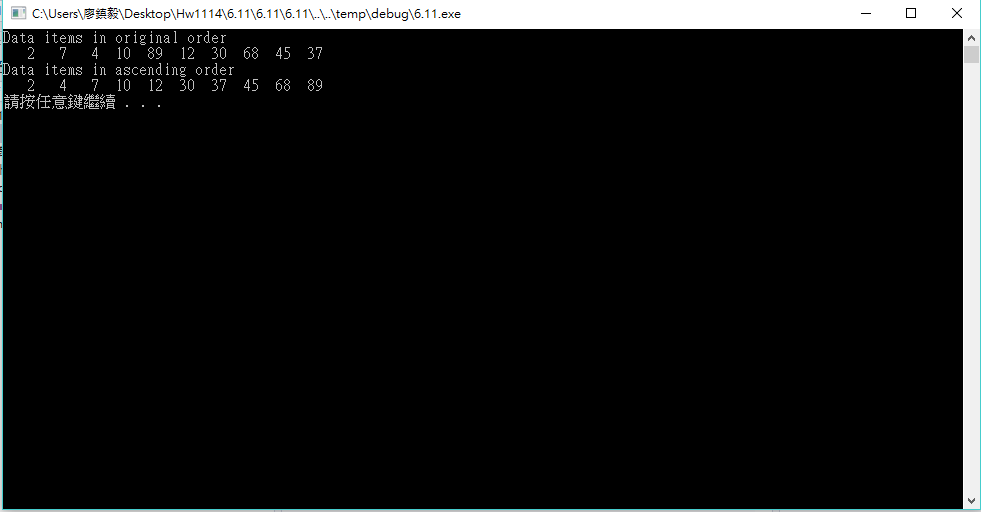 C:\Users\廖鎮毅\Desktop\Hw1114\6.11\6.11\6.11\..\..\temp\debug\6.11.exe
Data items in original order
   2   7   4  10  89  12  30  68  45  37
Data items in ascending order
   2   4   7  10  12  30  37  45  68  89
請按任意鍵繼續 . . .